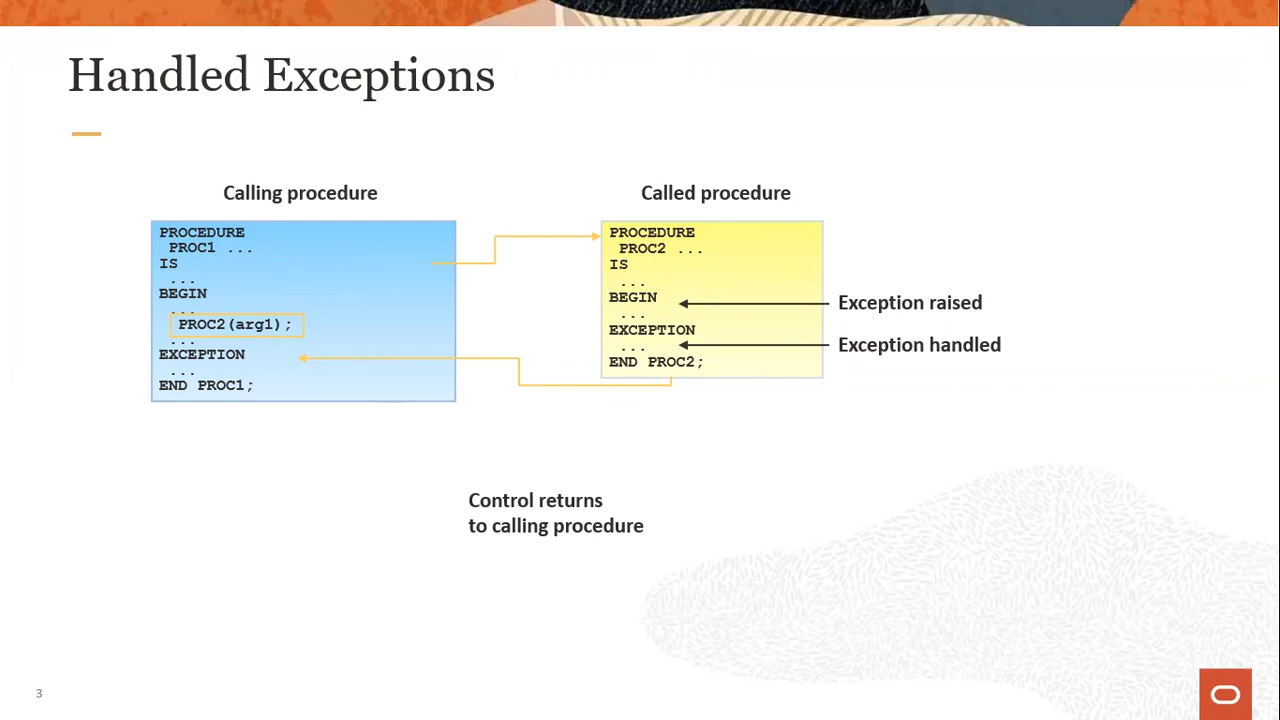 Handled Exceptions
Calling procedure
PROCEDURE
PROC1 ...
IS
...
BEGIN
...
PROC2(arg1);
...
EXCEPTION
...
END PROC1;
Called procedure
PROCEDURE
PROC2 ...
IS
...
BEGIN
...
EXCEPTION
...
END PROC2;
Exception raised
Exception handled
Control returns
to calling procedure
3